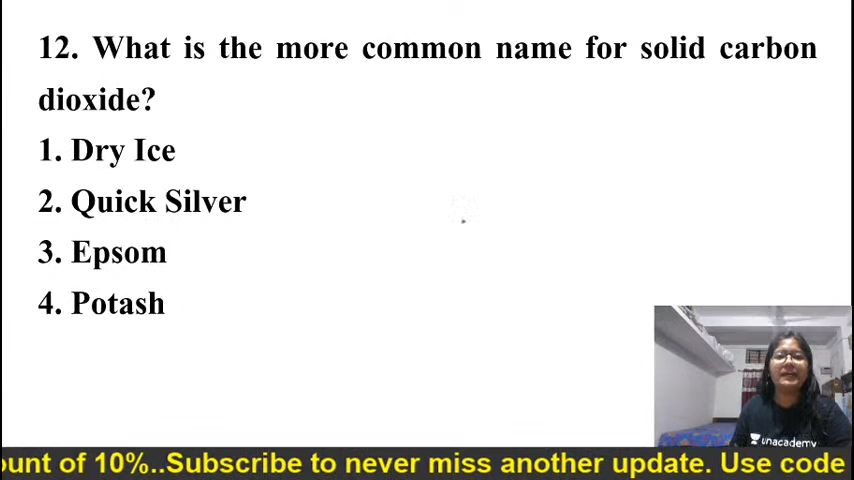 12. What is the more common name for solid carbon
dioxide?
1. Dry Ice
2. Quick Silver
3. Epsom
4. Potash
unacademy
ount of 10%..Subscribe to never miss another update. Use code